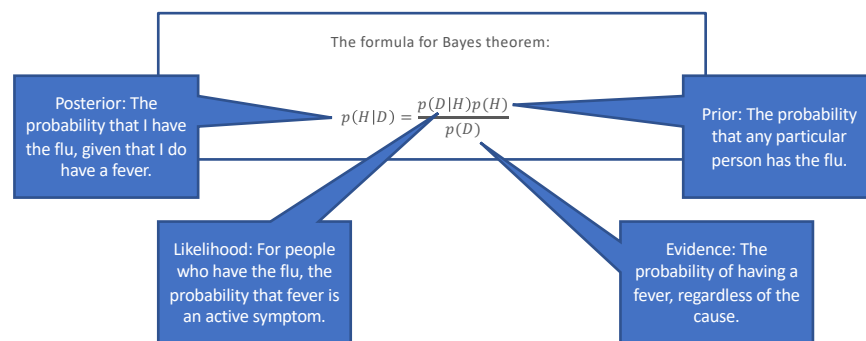 The formula for Bayes theorem:
Posterior: The
probability that I have
the flu, given that I do
have a fever.
p(H|D) = p(D|H)p(H)
p(D)
Prior: The probability
that any particular
person has the flu.
Likelihood: For people
who have the flu, the
probability that fever is
an active symptom.
Evidence: The
probability of having a
fever, regardless of the
cause.